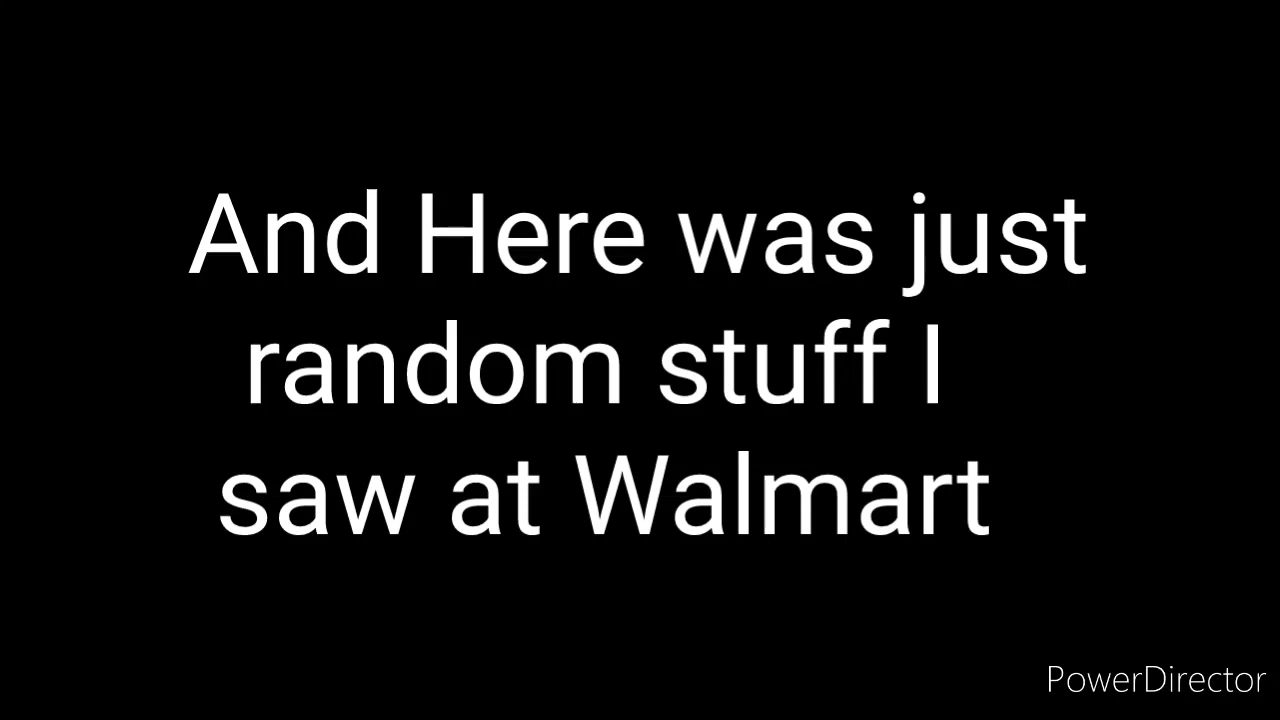 And Here was just
random stuff I
saw at Walmart
PowerDirector